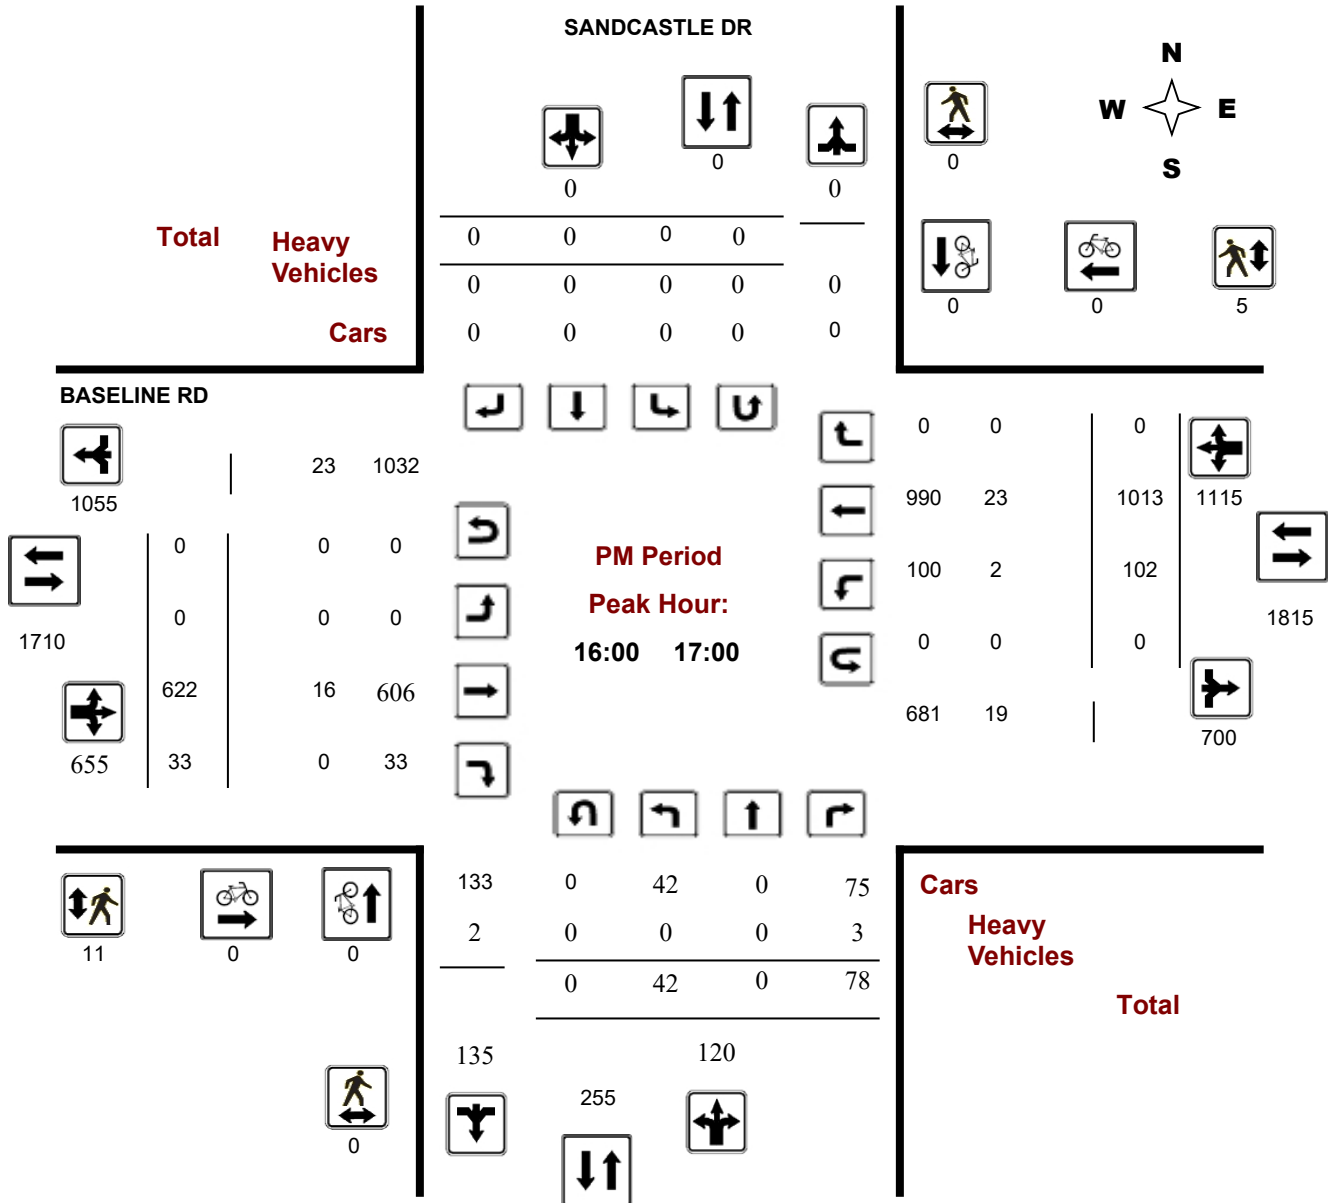 SANDCASTLE DR
N
W E
S
0
0
0 0
0
Total Heavy
Vehicles
0 0 0 0
0 0 0 0 0
Cars 0 0 0 0 0
0 0 5
BASELINE RD
0 0 0
23 1032
1055
990 23 1013 1115
0 0 0
PM Period
100 2 102
0 0 0
Peak Hour:
1710
16:00 17:00
0 0 0
1815
622 16 606
681 19
700
655 33 0 33
133 0 42 0 75
Cars
2 0 0 0 3
Heavy
Vehicles
11 0 0
0 42 0 78
Total
135 120
255
0